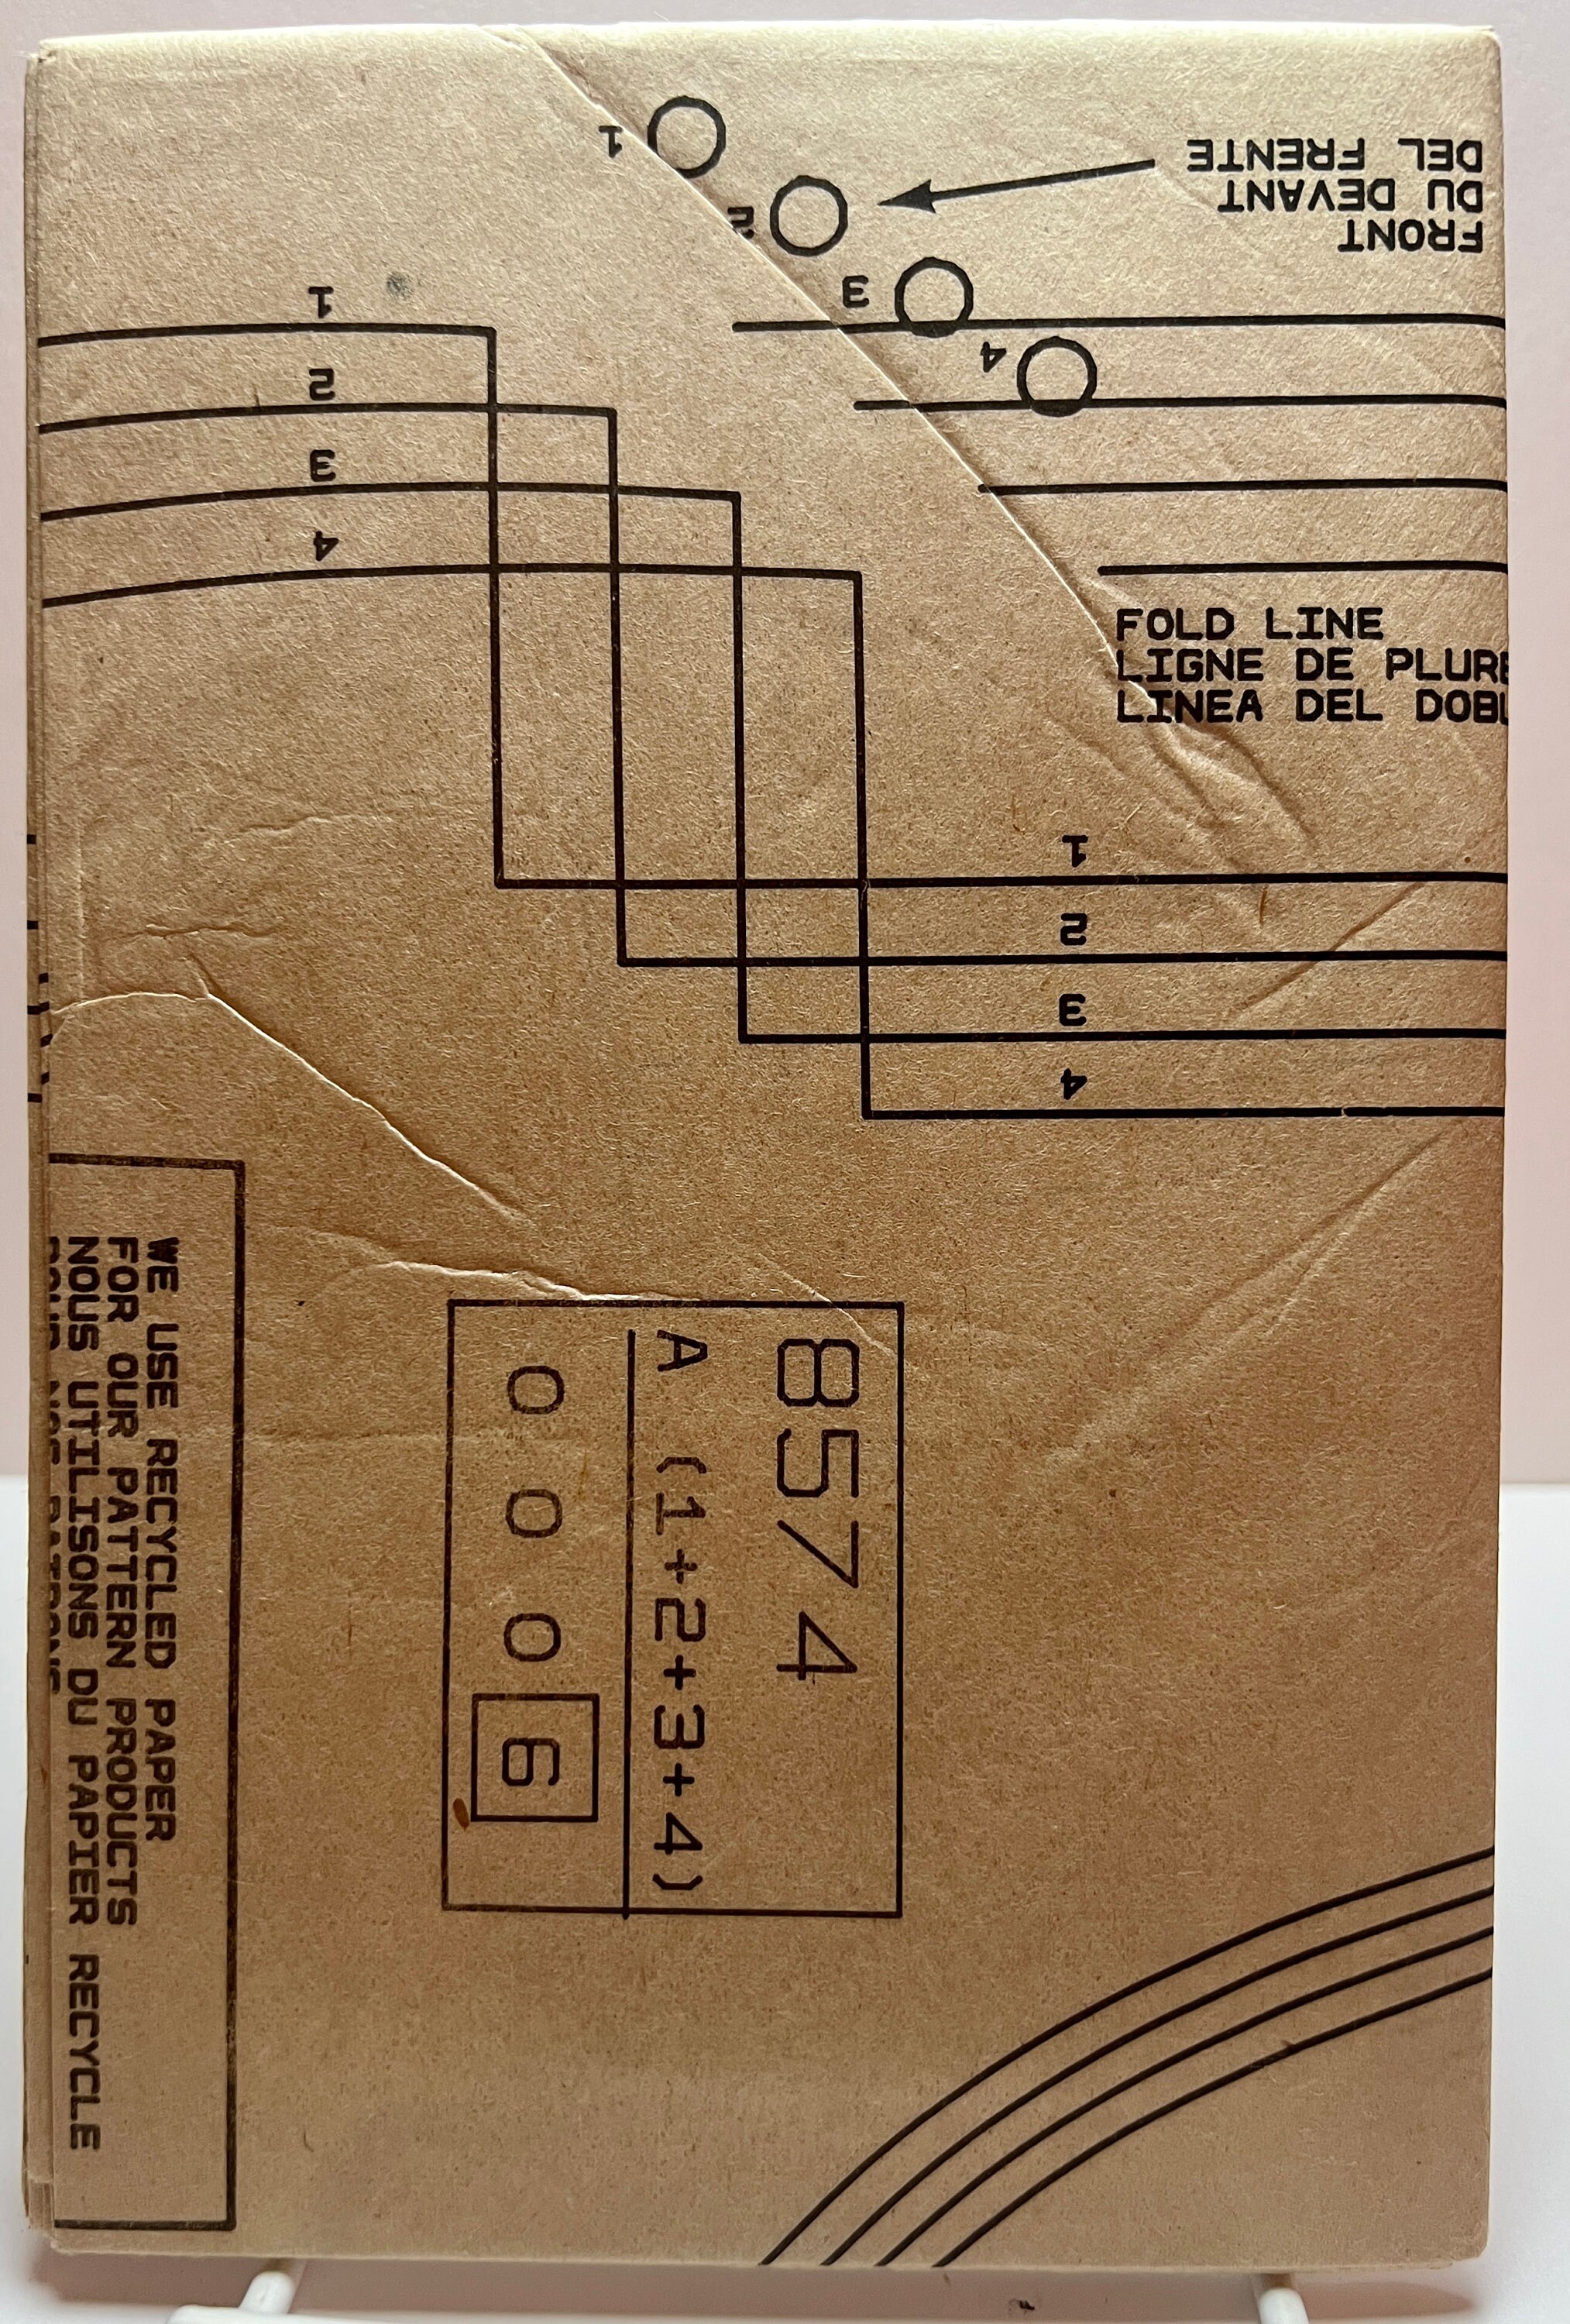 1
2
3
4
DEL FRENTE
DU DEVANT
FRONT
1
2
3
4
FOLD LINE
LIGNE DE
LINEA DEL
1
2
3
4
WE USE RECYCLED PAPER
FOR OUR PATTERN PRODUCTS
NOUS UTILISONS DU PAPIER RECYCLE
8574
A (1+2+3+4)
0 0 0 6